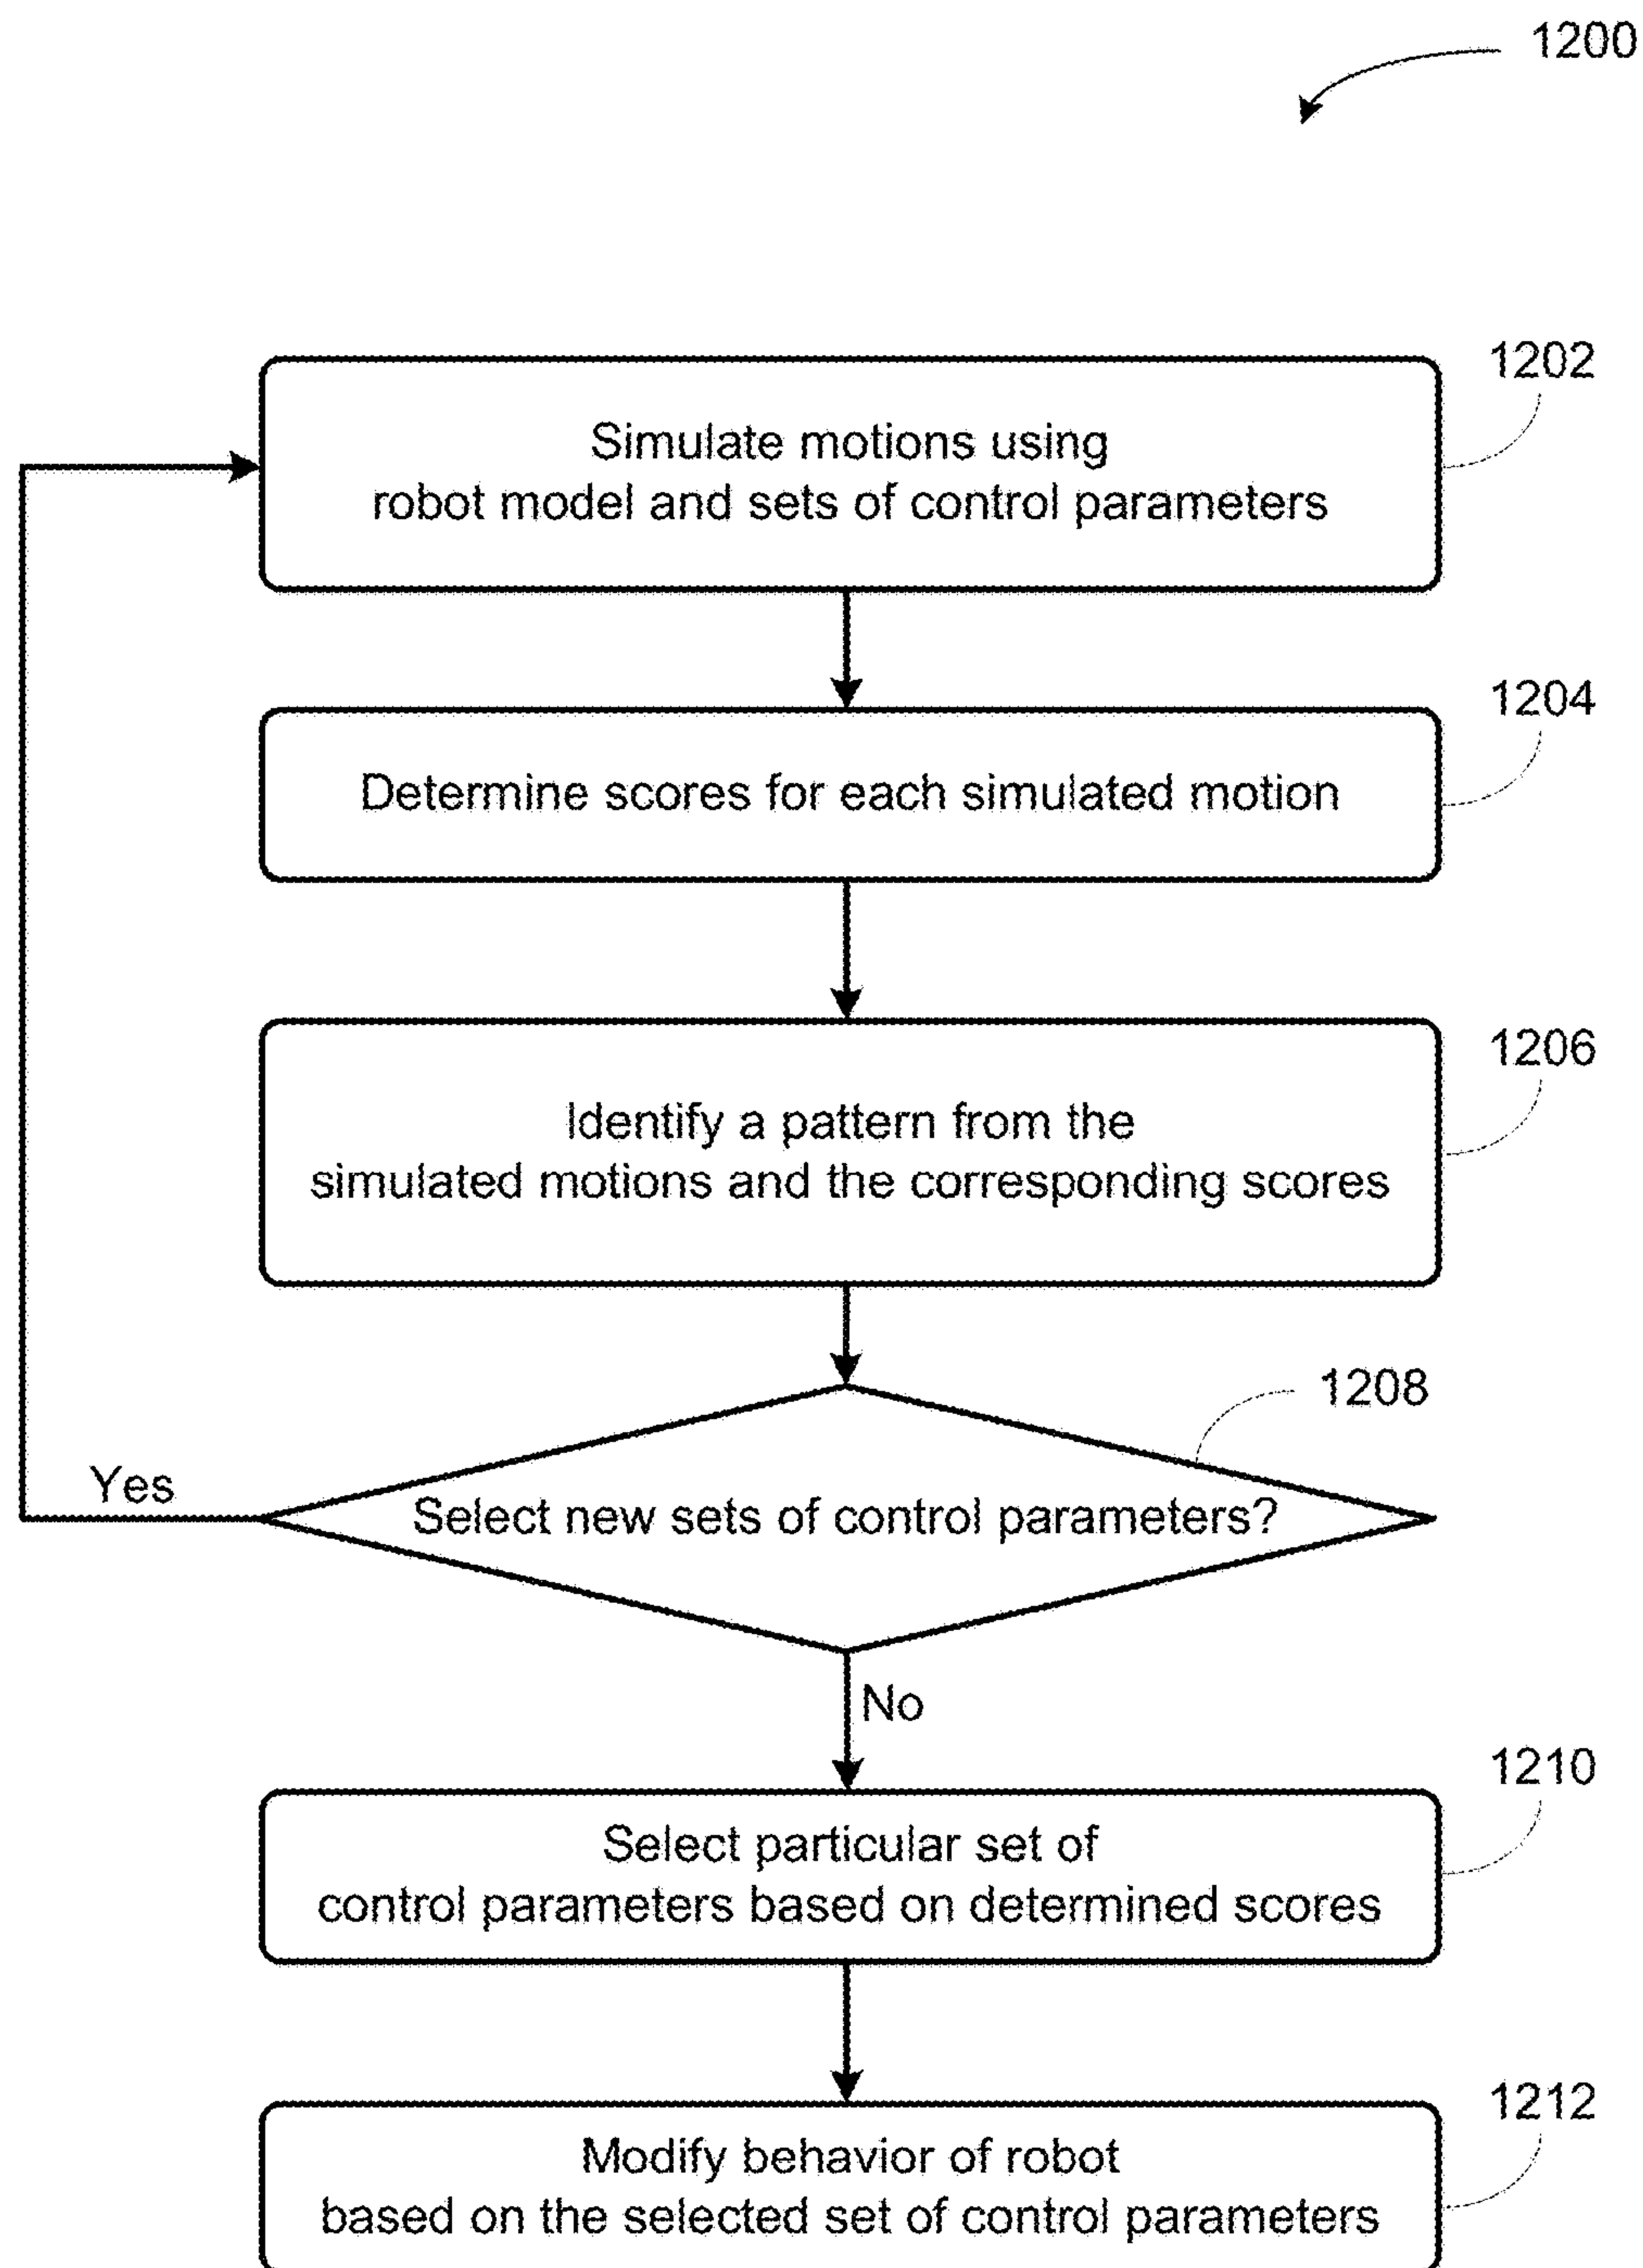 1200
1202
Simulate motions using
robot model and sets of control parameters
1204
Determine scores for each simulated motion
1206
Identify a pattern from the
simulated motions and the corresponding scores
1208
Yes
Select new sets of control parameters?
No
1210
Select particular set of
control parameters based on determined scores
1212
Modify behavior of robot
based on the selected set of control parameters